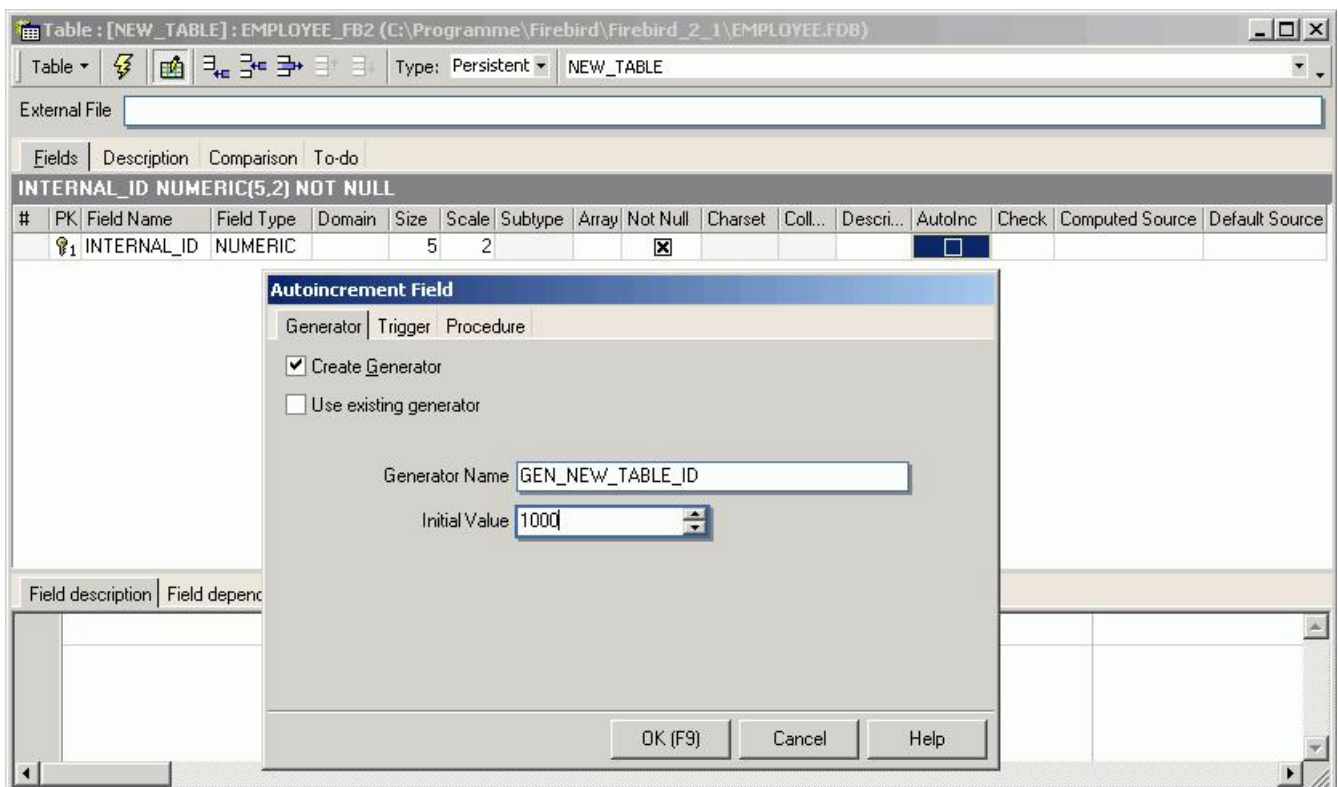 Table : [NEW_TABLE] : EMPLOYEE_FB2 (C:\Programme\Firebird\Firebird_2_1\EMPLOYEE.FDB)
Table Type: Persistent NEW_TABLE
External File
Fields Description Comparison To-do
INTERNAL_ID NUMERIC(5,2) NOT NULL
# PK Field Name Field Type Domain Size Scale Subtype Array Not Null Charset Coll... Descri... AutoInc Check Computed Source Default Source
1 INTERNAL_ID NUMERIC 5 2
Autoincrement Field
Generator Trigger Procedure
Create Generator
Use existing generator
Generator Name GEN_NEW_TABLE_ID
Initial Value 1000
Field description Field depend
OK (F9) Cancel Help